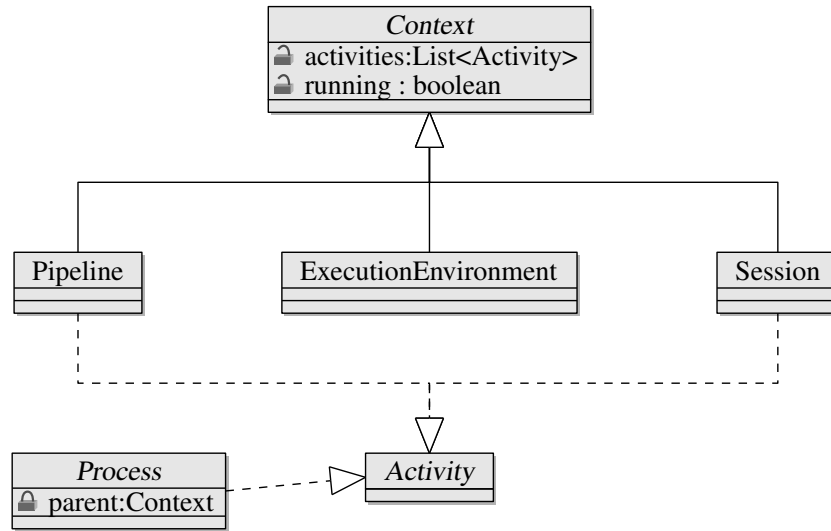 Context
activities:List<Activity>
running : boolean
Pipeline
ExecutionEnvironment
Session
Process
parent:Context
Activity